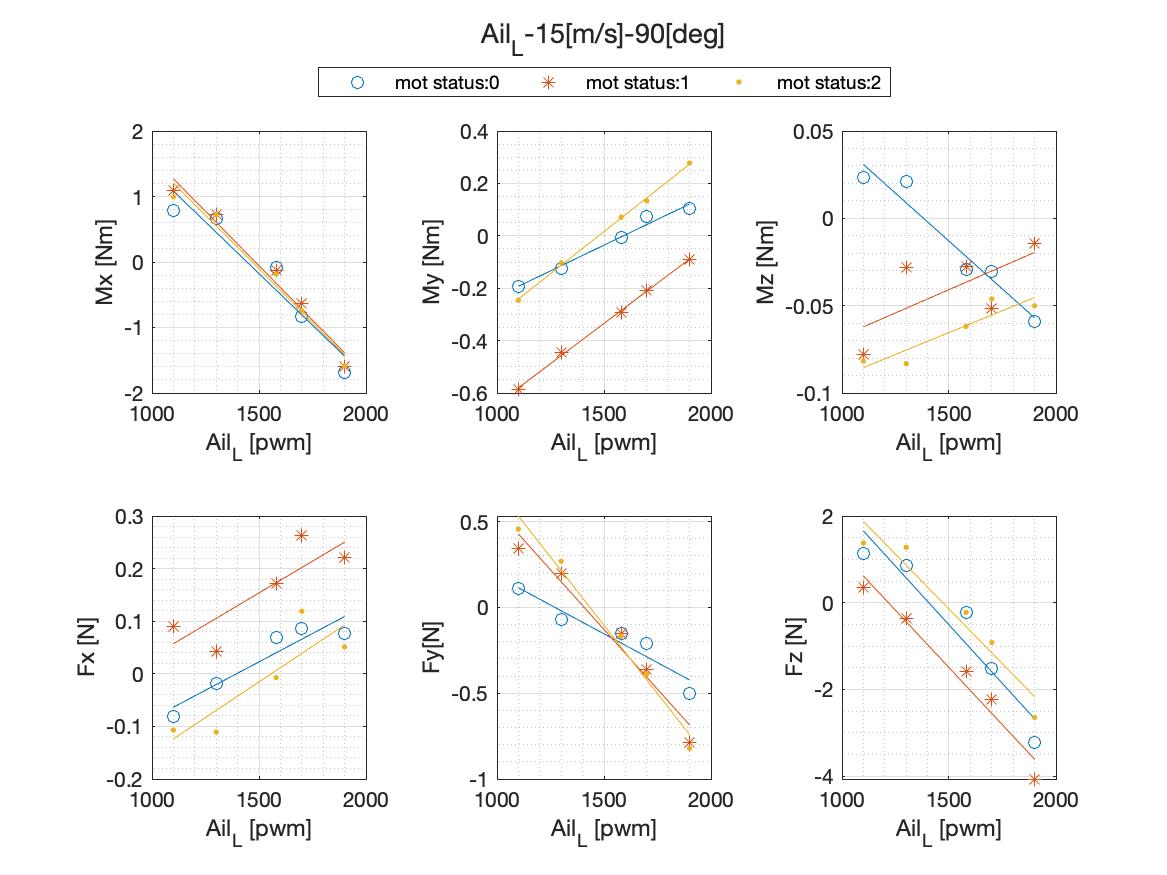 Ail_L-15[m/s]-90[deg]
mot status:0 mot status:1 mot status:2
2
1
0
-1
-2
1000 1500 2000
Mx [Nm]
Ail_L [pwm]
0.4
0.2
0
-0.2
-0.4
-0.6
1000 1500 2000
My [Nm]
Ail_L [pwm]
0.05
0
-0.05
-0.1
1000 1500 2000
Mz [Nm]
Ail_L [pwm]
0.3
0.2
0.1
0
-0.1
-0.2
1000 1500 2000
Fx [N]
Ail_L [pwm]
0.5
0
-0.5
-1
1000 1500 2000
Fy[N]
Ail_L [pwm]
2
0
-2
-4
1000 1500 2000
Fz [N]
Ail_L [pwm]